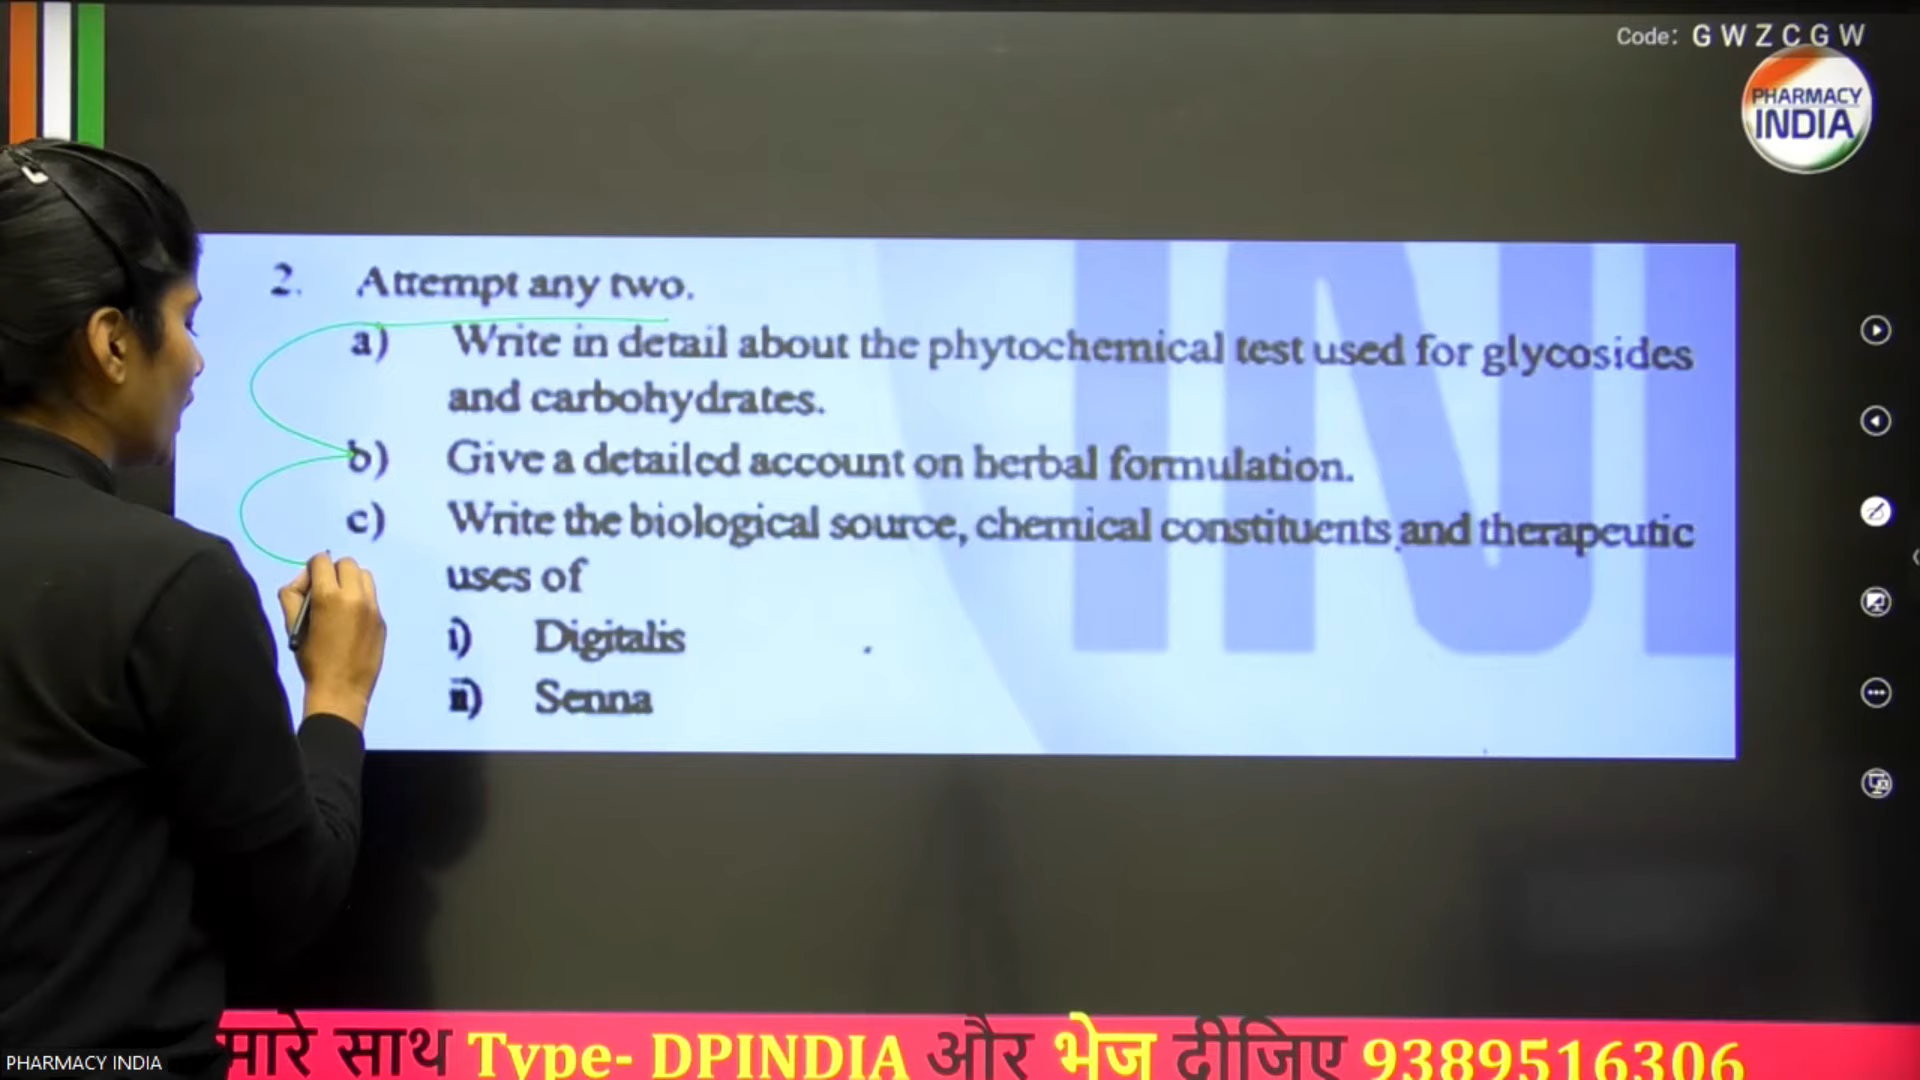 Code: GWZCGW
PHARMACY
INDIA
2. Attempt any two.
a) Write in detail about the phytochemical test used for glycosides
and carbohydrates.
b) Give a detailed account on herbal formulation.
c) Write the biological source, chemical constituents and therapeutic
uses of
i) Digitalis
ii) Senna
मारे साथ Type- DPINDIA और भेज दीजिए 9389516306
PHARMACY INDIA